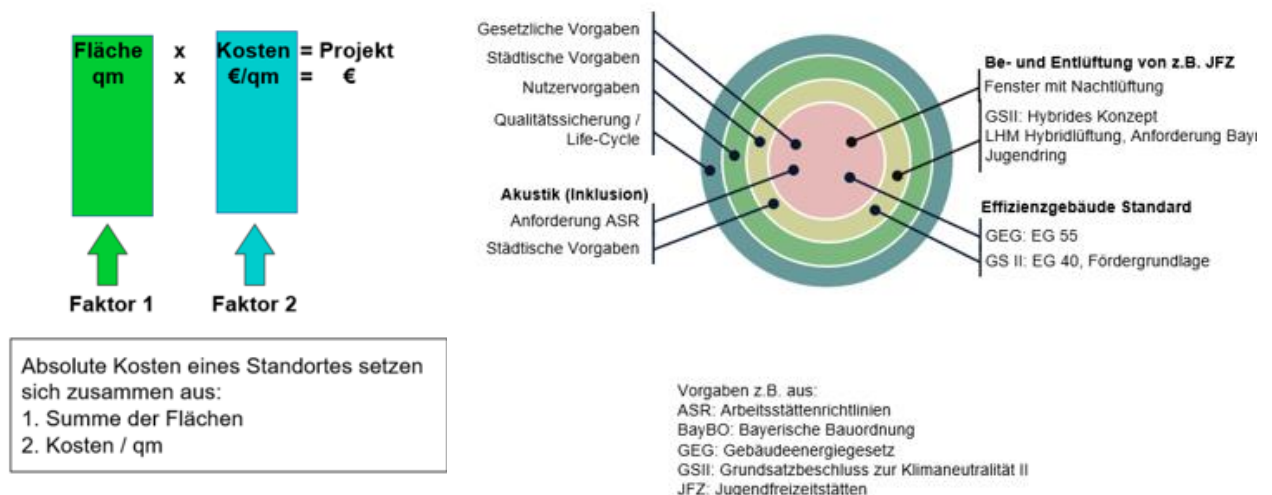 Fläche x Kosten = Projekt
qm x €/qm = €
Faktor 1 Faktor 2
Absolute Kosten eines Standortes setzen
sich zusammen aus:
1. Summe der Flächen
2. Kosten / qm
Gesetzliche Vorgaben
Städtische Vorgaben
Nutzervorgaben
Qualitätssicherung /
Life-Cycle
Akustik (Inklusion)
Anforderung ASR
Städtische Vorgaben
Be- und Entlüftung von z.B. JFZ
Fenster mit Nachtlüftung
GSII: Hybrides Konzept
LHM Hybridlüftung, Anforderung
Jugendring
Effizienzgebäude Standard
GEG: EG 55
GS II: EG 40, Fördergrundlage
Vorgaben z.B. aus:
ASR: Arbeitsstättenrichtlinien
BayBO: Bayerische Bauordnung
GEG: Gebäudeenergiegesetz
GSII: Grundsatzbeschluss zur Klimaneutralität II
JFZ: Jugendfreizeitstätten